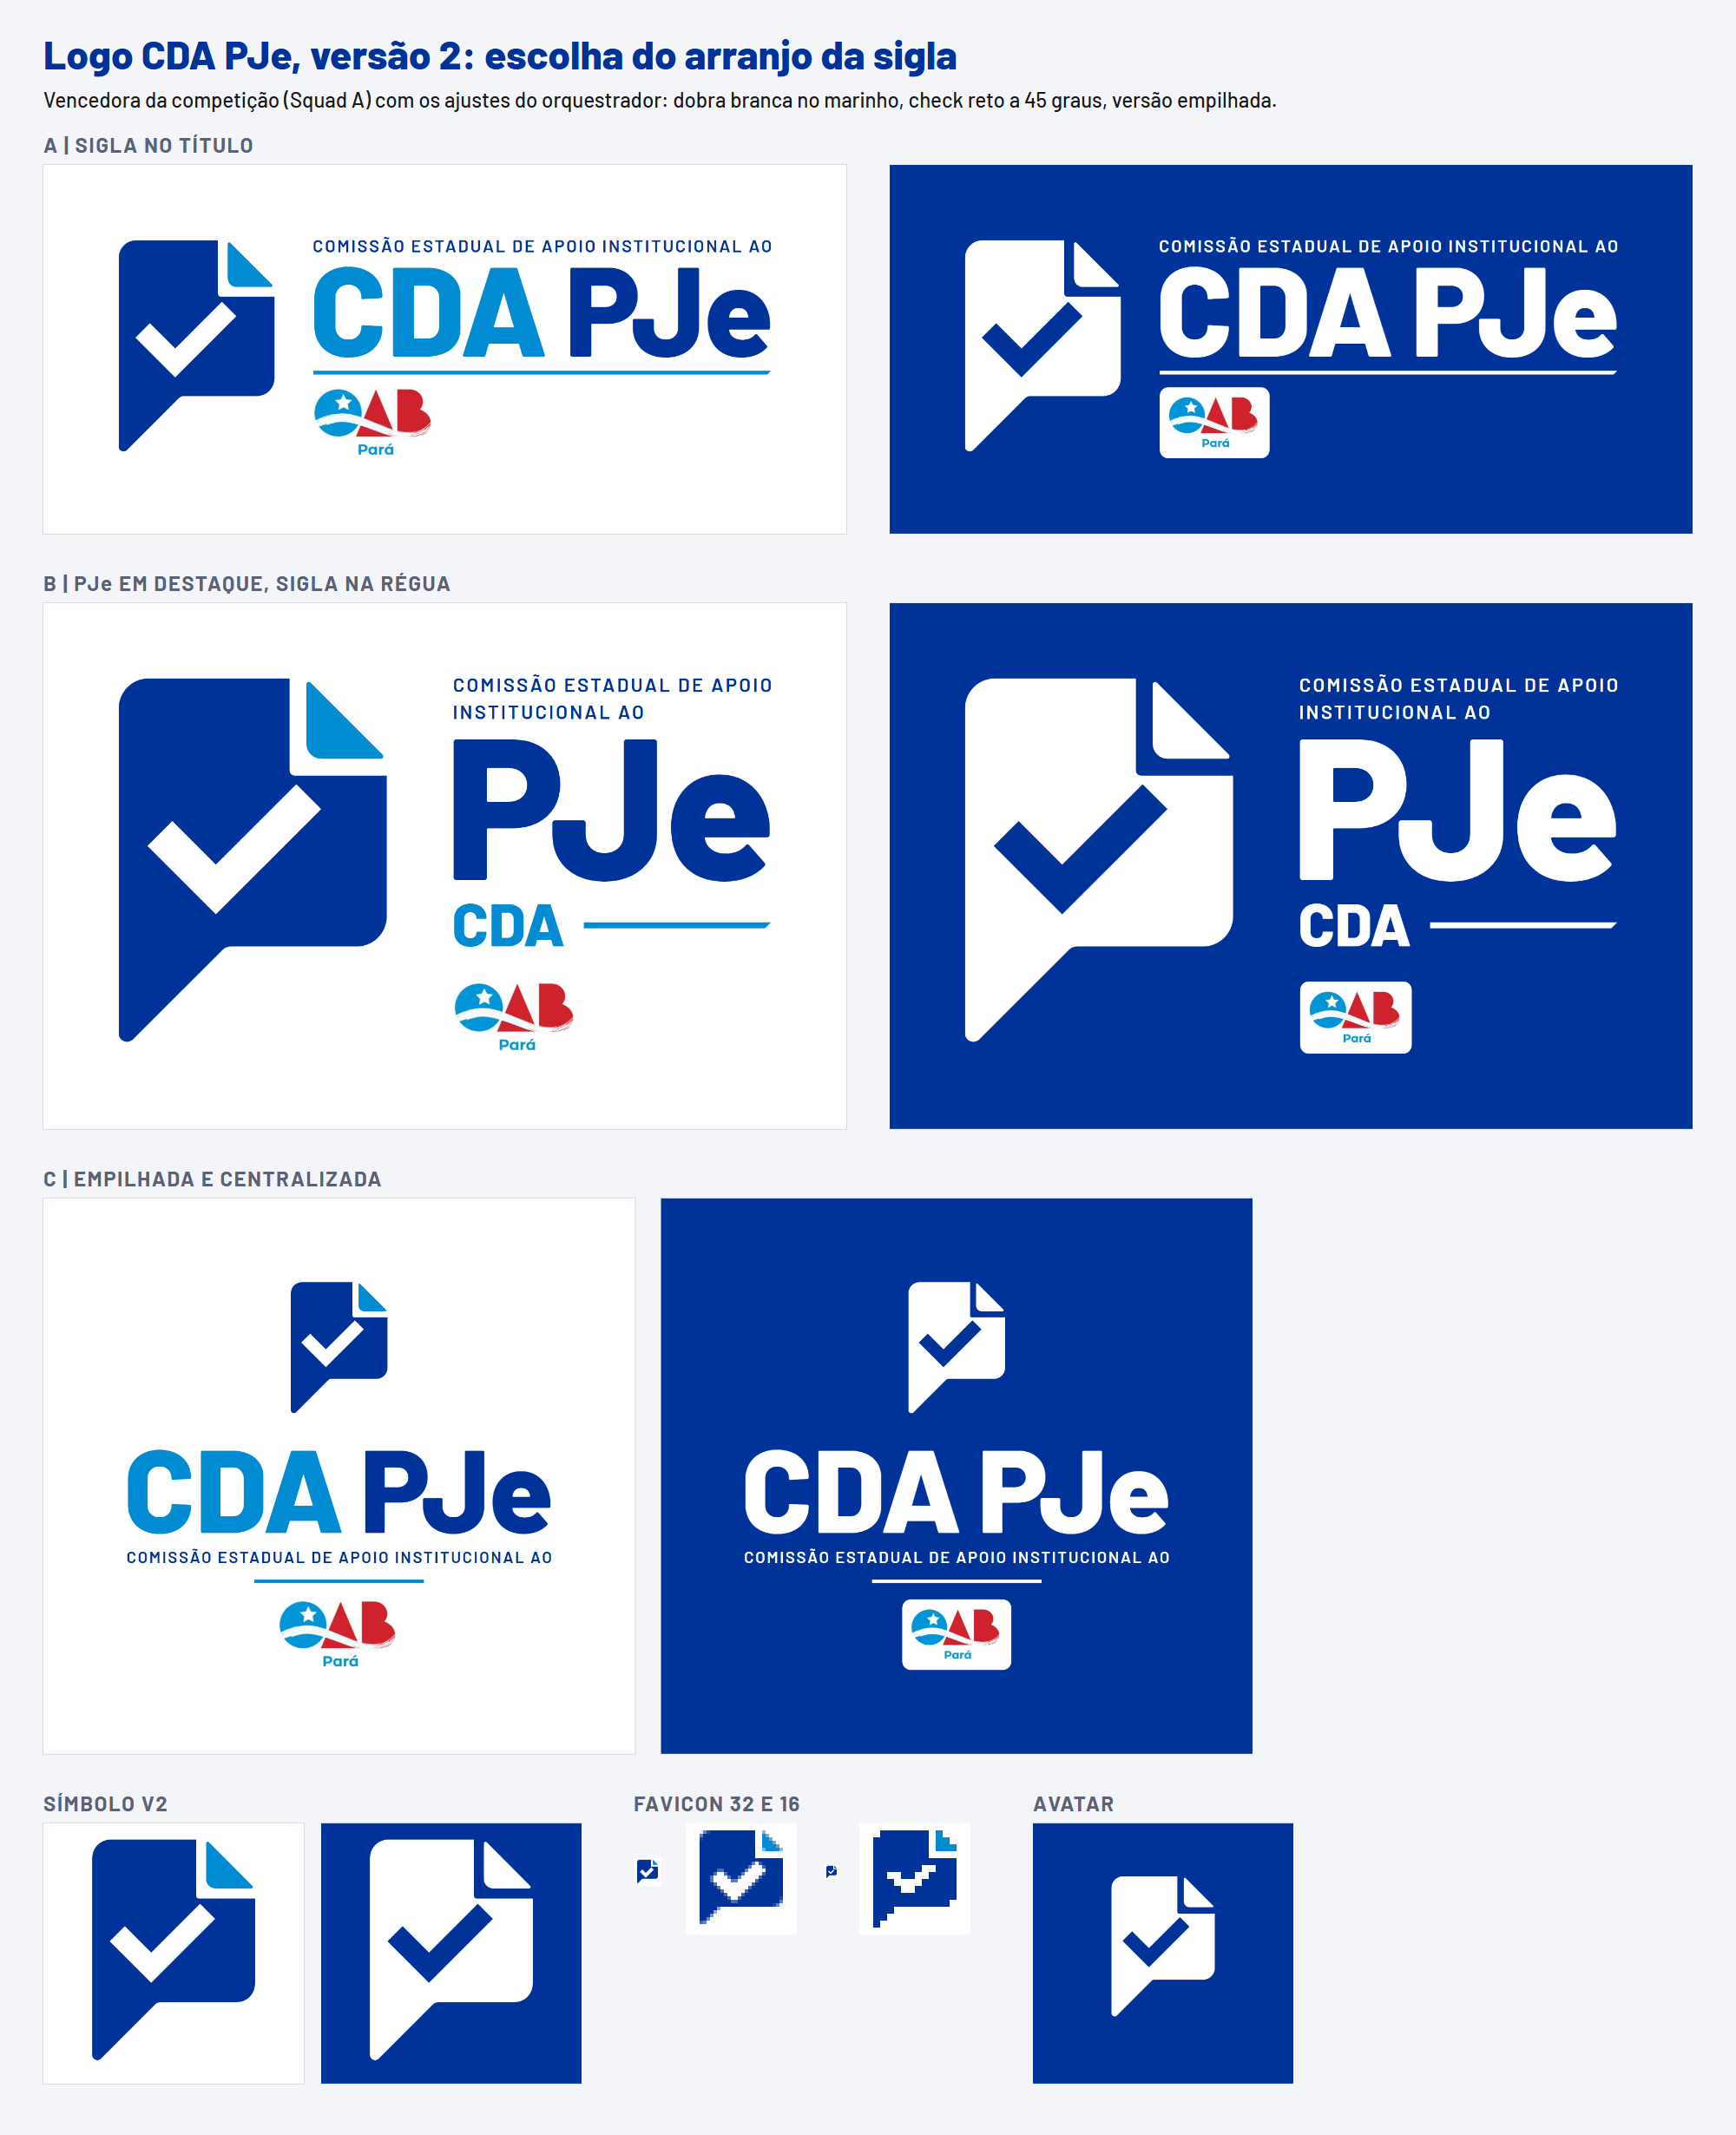 Logo CDA PJe, versão 2: escolha do arranjo da sigla
Vencedora da competição (Squad A) com os ajustes do orquestrador: dobra branca no marinho, check reto a 45 graus, versão empilhada.
A | SIGLA NO TÍTULO
COMISSÃO ESTADUAL DE APOIO INSTITUCIONAL AO
CDA PJe
OAB
Pará
COMISSÃO ESTADUAL DE APOIO INSTITUCIONAL AO
CDA PJe
OAB
Pará
B | PJe EM DESTAQUE, SIGLA NA RÉGUA
COMISSÃO ESTADUAL DE APOIO
INSTITUCIONAL AO
PJe
CDA
OAB
Pará
COMISSÃO ESTADUAL DE APOIO
INSTITUCIONAL AO
PJe
CDA
OAB
Pará
C | EMPILHADA E CENTRALIZADA
CDA PJe
COMISSÃO ESTADUAL DE APOIO INSTITUCIONAL AO
OAB
Pará
CDA PJe
COMISSÃO ESTADUAL DE APOIO INSTITUCIONAL AO
OAB
Pará
SÍMBOLO V2
FAVICON 32 E 16
AVATAR